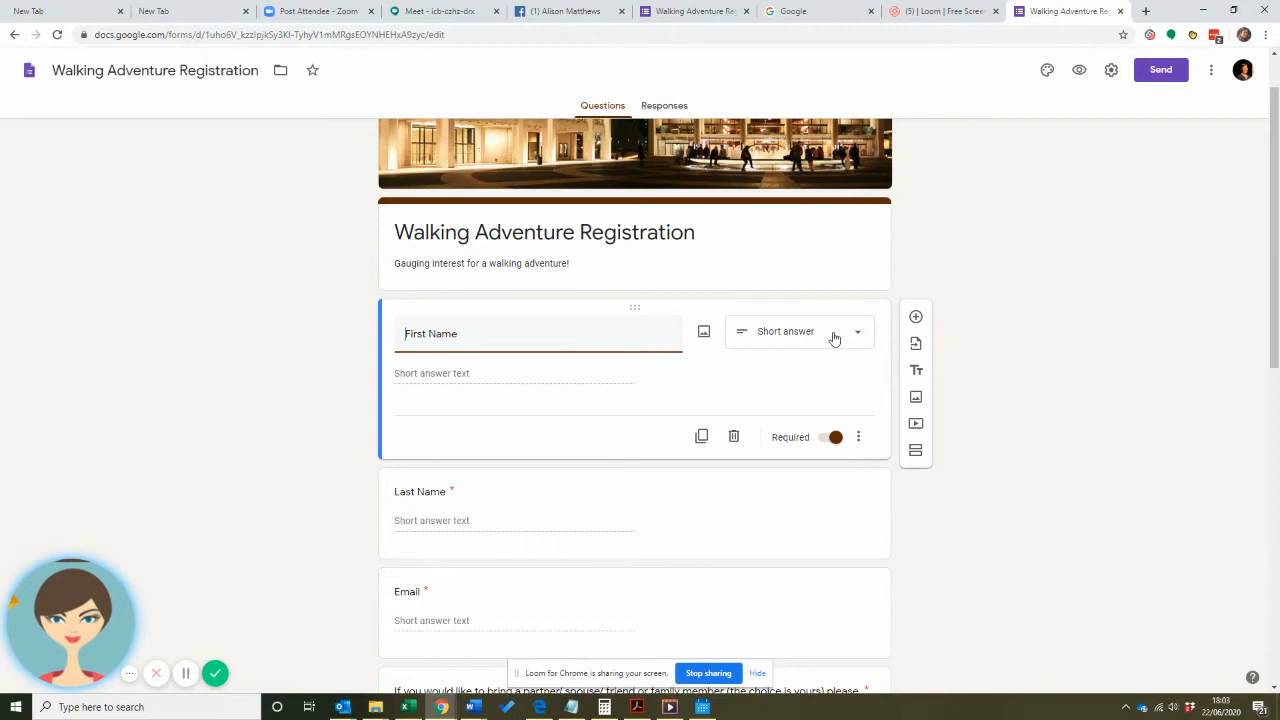 New Tab
New Tab
Post Attendee - Zoom
Meet - icb-czhz-drx
(1) Alison Matthews
Walking Adventure Re
Google
(5) | Loom | Free Screen
Walking Adventure Reg
docs.google.com/forms/d/1uho6V_kzzIpjkSy3KI-TyhyV1mMRgsEOYNHEHxA9zyc/edit
2
Walking Adventure Registration
Send
Questions
Responses
Walking Adventure Registration
Gauging interest for a walking adventure!
First Name
Short answer
Short answer text
Required
Last Name *
Short answer text
Email *
Short answer text
Loom for Chrome is sharing your screen.
Stop sharing
Hide
If you would like to bring a partner/ spouse/ friend or family member (the choice is yours) please *
Type here to search
18:03
22/06/2020
21